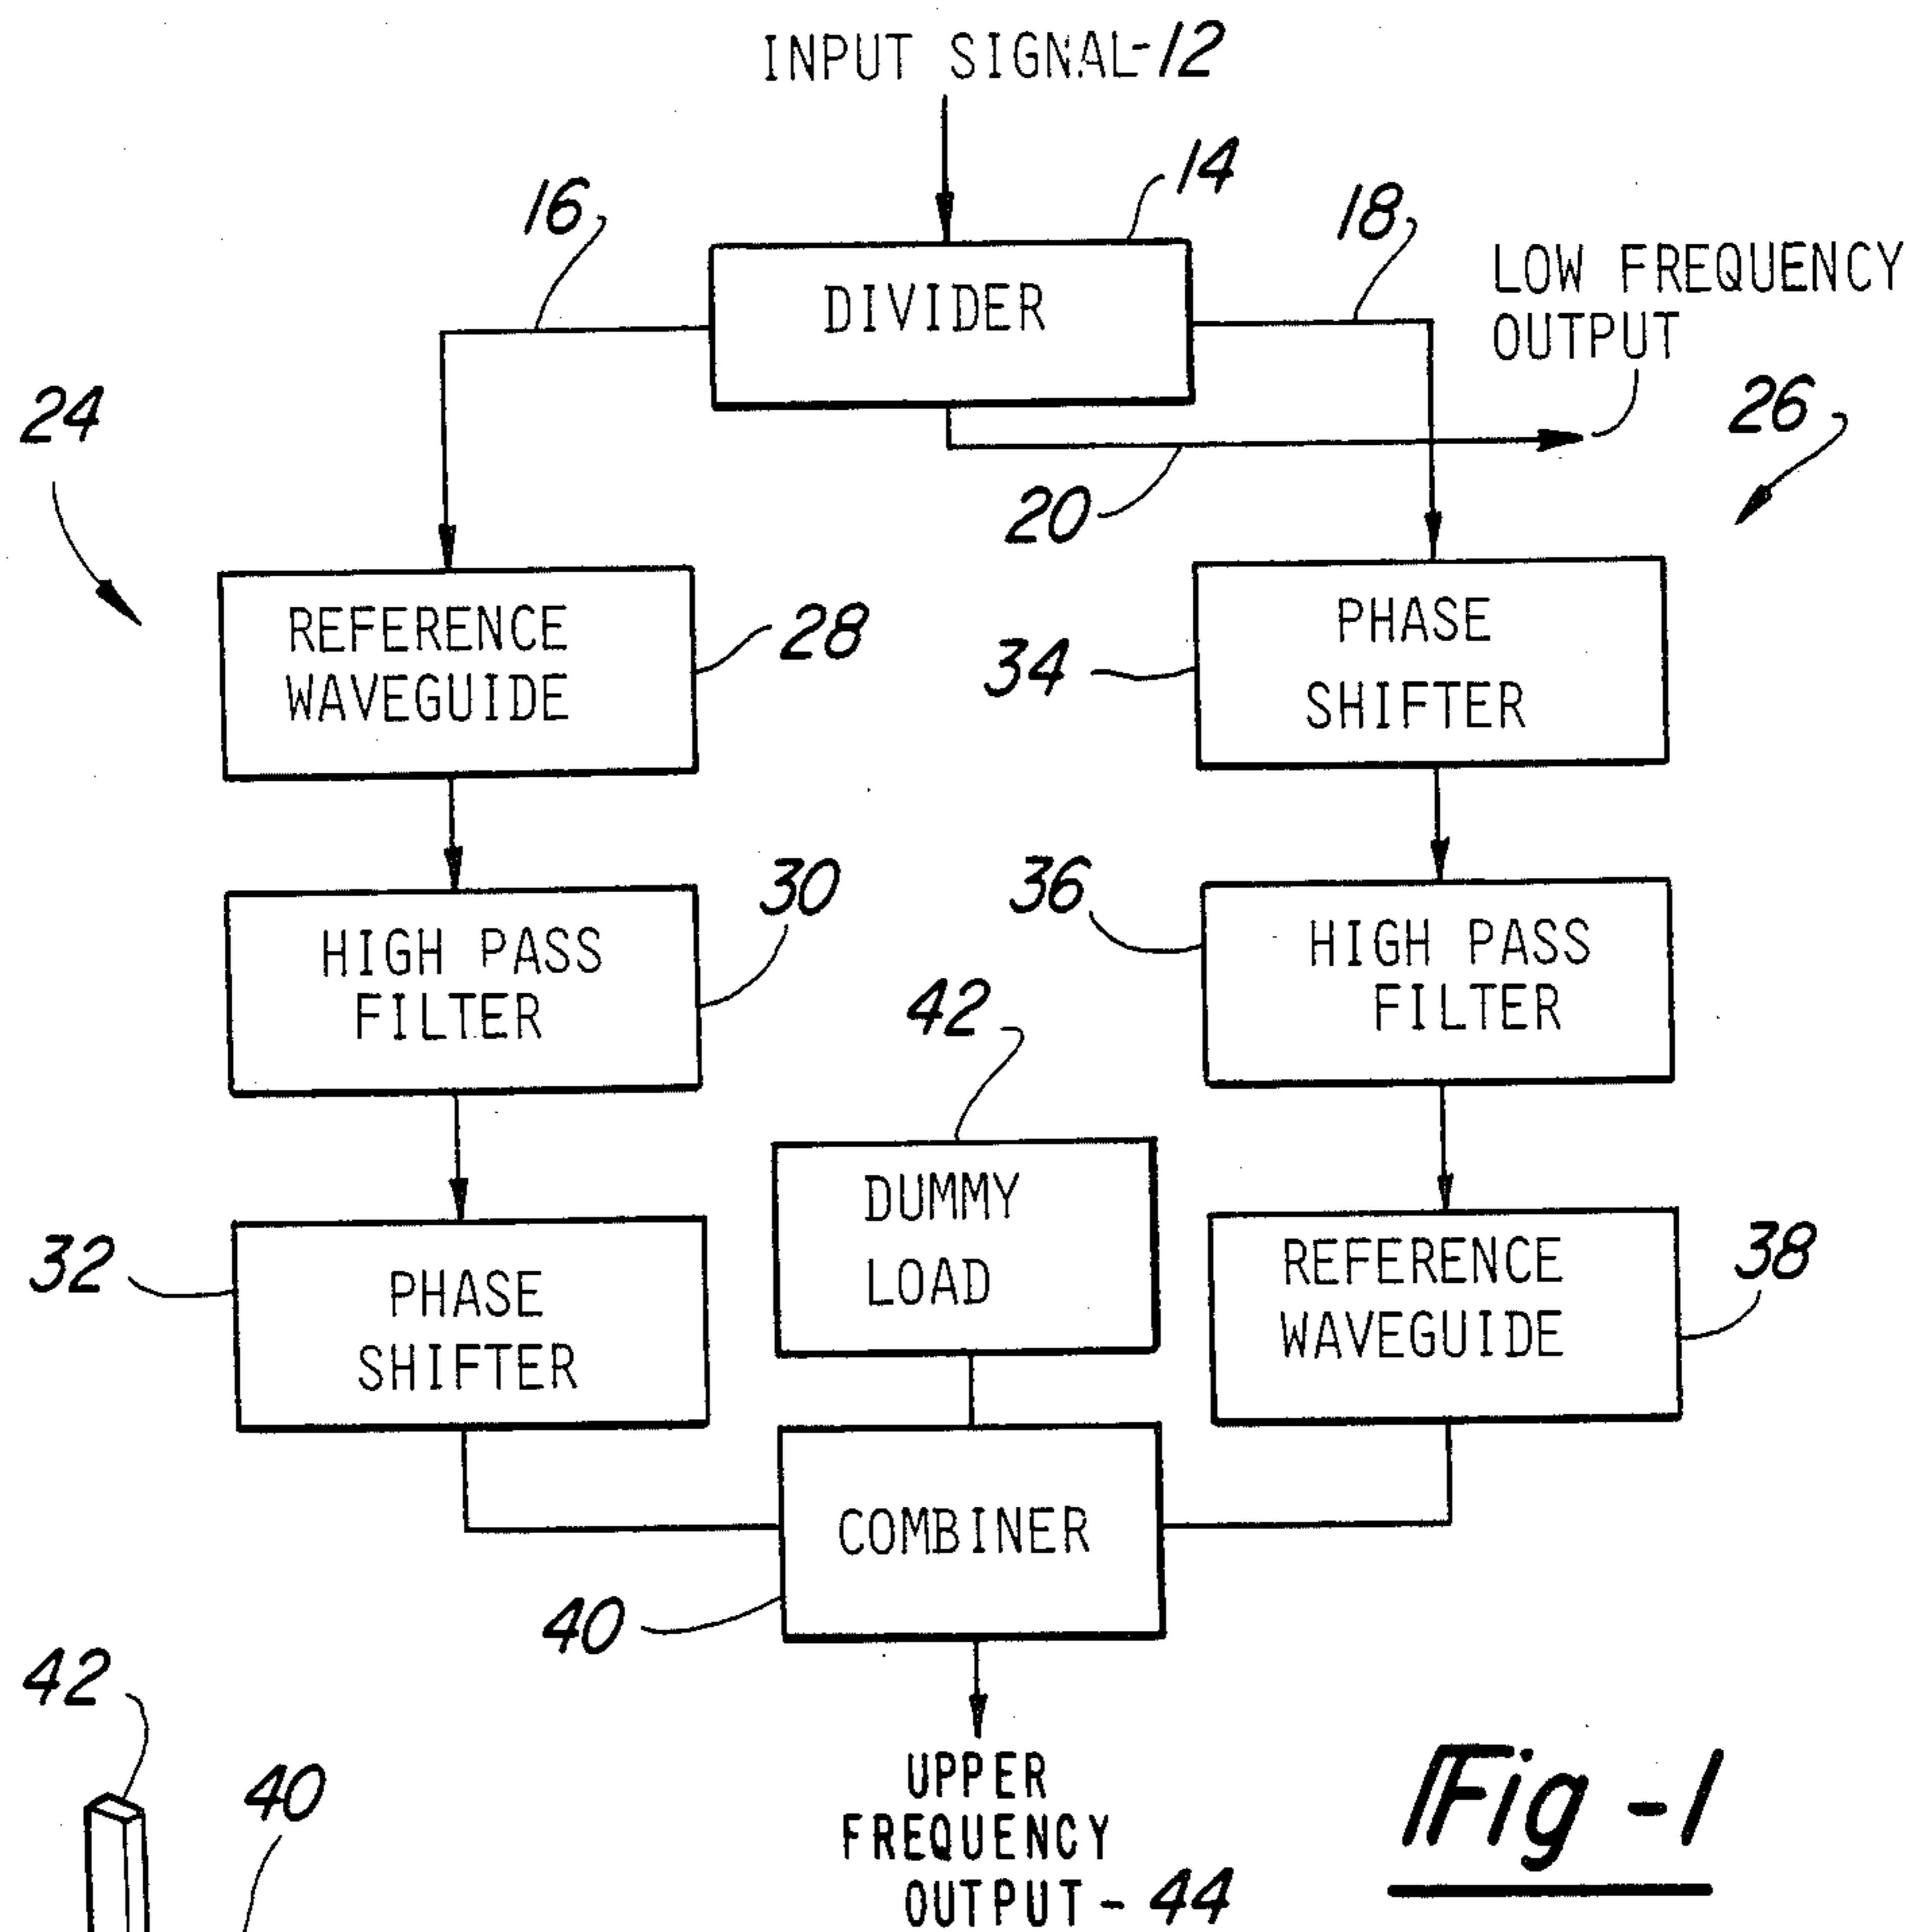 INPUT SIGNAL-12
14
16
18
DIVIDER
LOW FREQUENCY
OUTPUT
24
26
20
REFERENCE
WAVEGUIDE
28
34
PHASE
SHIFTER
30
36
HIGH PASS
FILTER
HIGH PASS
FILTER
42
32
PHASE
SHIFTER
DUMMY
LOAD
REFERENCE
WAVEGUIDE
38
COMBINER
40
42
40
UPPER
FREQUENCY
OUTPUT - 44
Fig-1